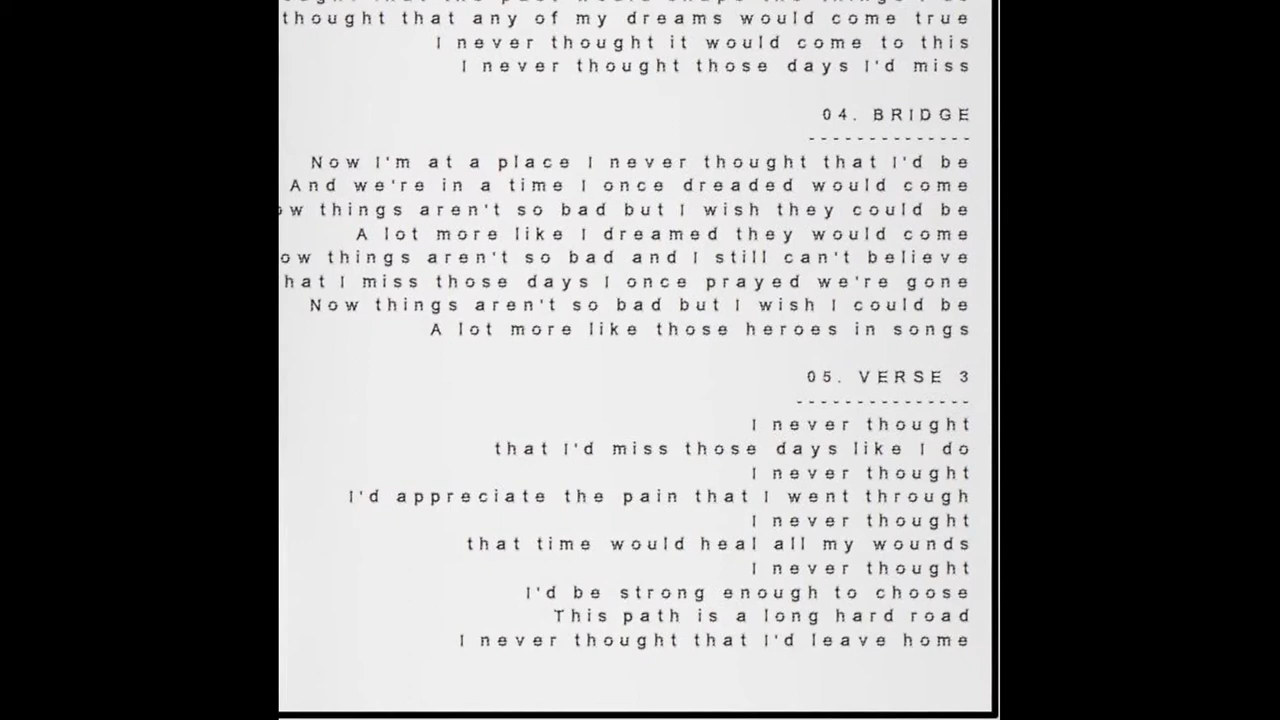 thought that any of my dreams would come true
I never thought it would come to this
I never thought those days I'd miss
04. BRIDGE
--------------
Now I'm at a place I never thought that I'd be
And we're in a time I once dreaded would come
ow things aren't so bad but I wish they could be
A lot more like I dreamed they would come
ow things aren't so bad and I still can't believe
hat I miss those days I once prayed we're gone
Now things aren't so bad but I wish I could be
A lot more like those heroes in songs
05. VERSE 3
---------------
I never thought
that I'd miss those days like I do
I never thought
I'd appreciate the pain that I went through
I never thought
that time would heal all my wounds
I never thought
I'd be strong enough to choose
This path is a long hard road
I never thought that I'd leave home